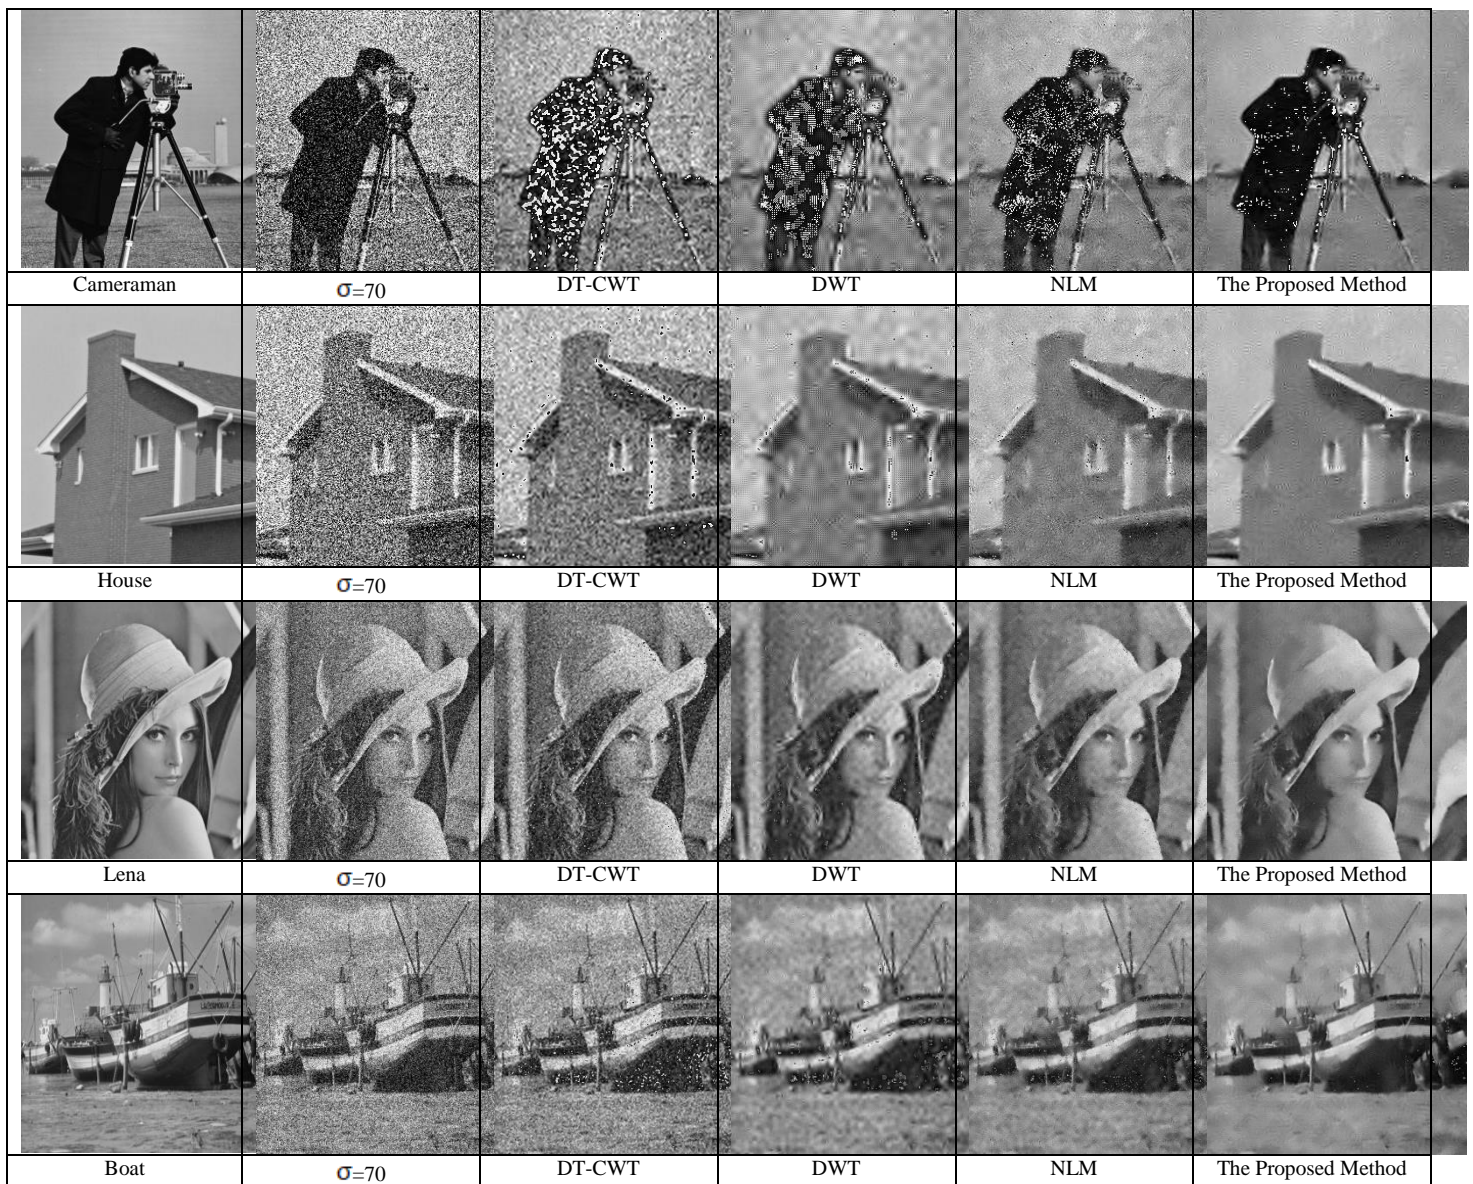 Cameraman σ=70 DT-CWT DWT NLM The Proposed Method
House σ=70 DT-CWT DWT NLM The Proposed Method
Lena σ=70 DT-CWT DWT NLM The Proposed Method
Boat σ=70 DT-CWT DWT NLM The Proposed Method